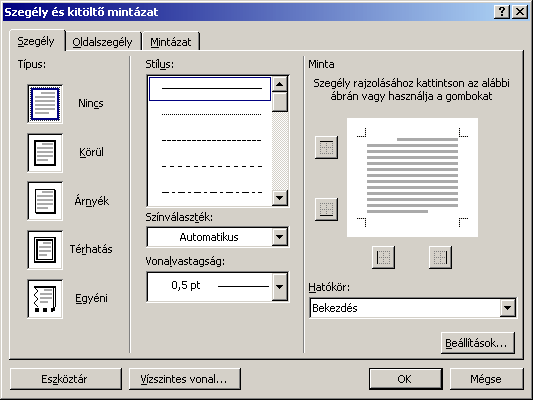 Szegély és kitöltő mintázat
Szegély
Oldalszegély
Mintázat
Típus:
Nincs
Körül
Árnyék
Térhatás
Egyéni
Stílus:
Színválaszték:
Automatikus
Vonalvastagság:
0,5 pt
Minta
Szegély rajzolásához kattintson az alábbi
ábrán vagy használja a gombokat
Hatókör:
Bekezdés
Beállítások...
Eszköztár
Vízszintes vonal...
OK
Mégse